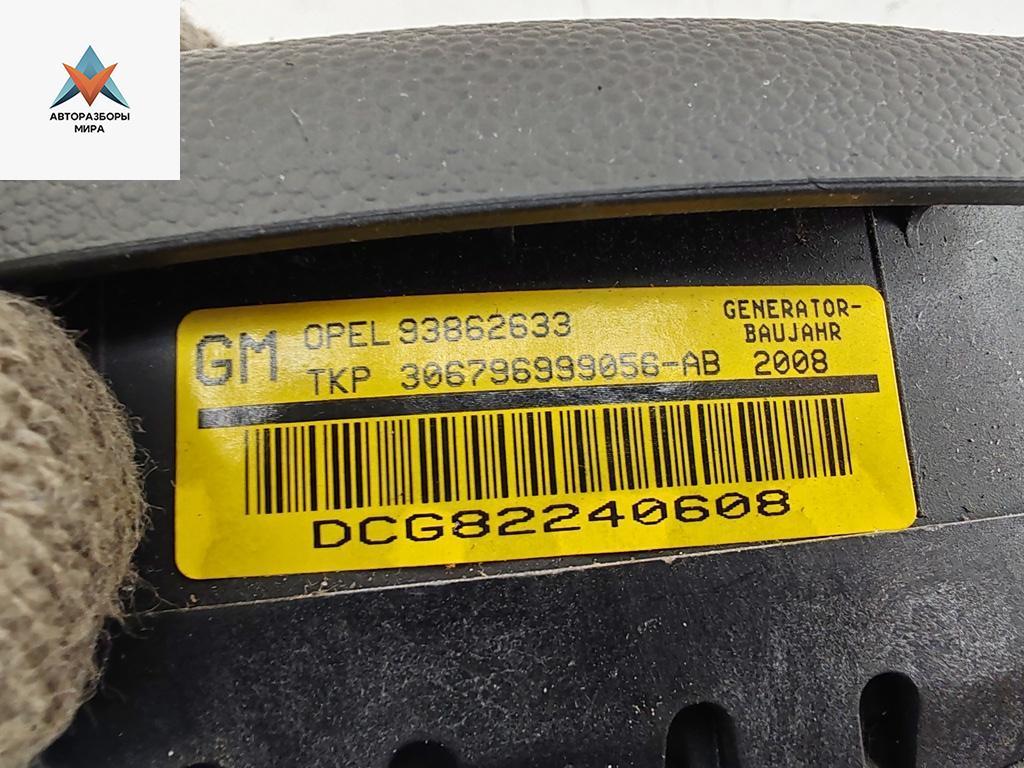 АВТОРАЗБОРЫ
МИРА
GM OPEL 93862633 GENERATOR-
BAUJAHR
TKP 306796999056-AB 2008
DCG82240608